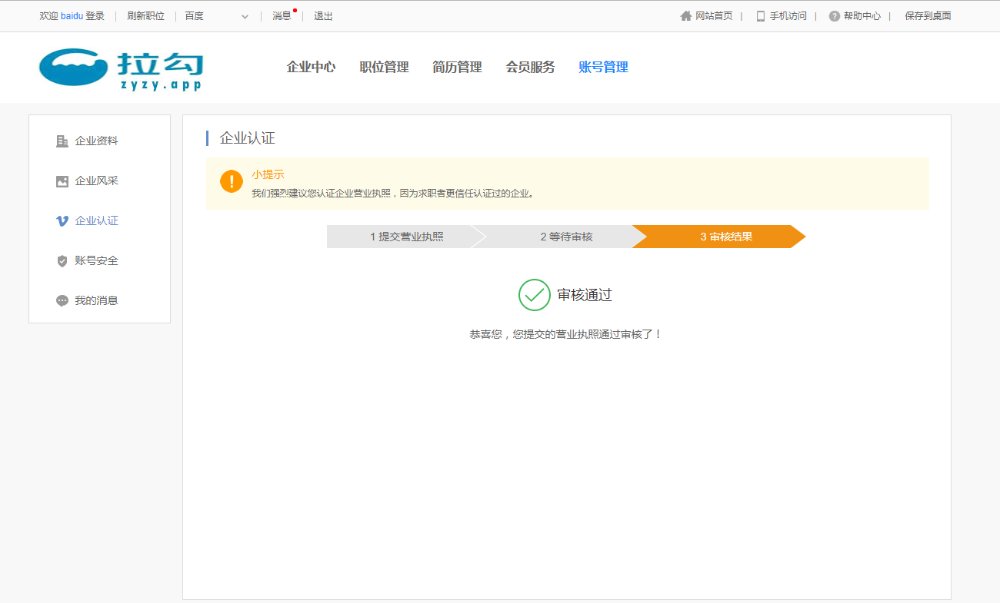 欢迎 baidu 登录 刷新职位 百度 消息 退出 网站首页 手机访问 帮助中心 保存到桌面
拉勾
zyzy.app
企业中心 职位管理 简历管理 会员服务 账号管理
企业资料
企业风采
企业认证
账号安全
我的消息
企业认证
小提示
我们强烈建议您认证企业营业执照，因为求职者更信任认证过的企业。
1 提交营业执照 2 等待审核 3 审核结果
审核通过
恭喜您，您提交的营业执照通过审核了！